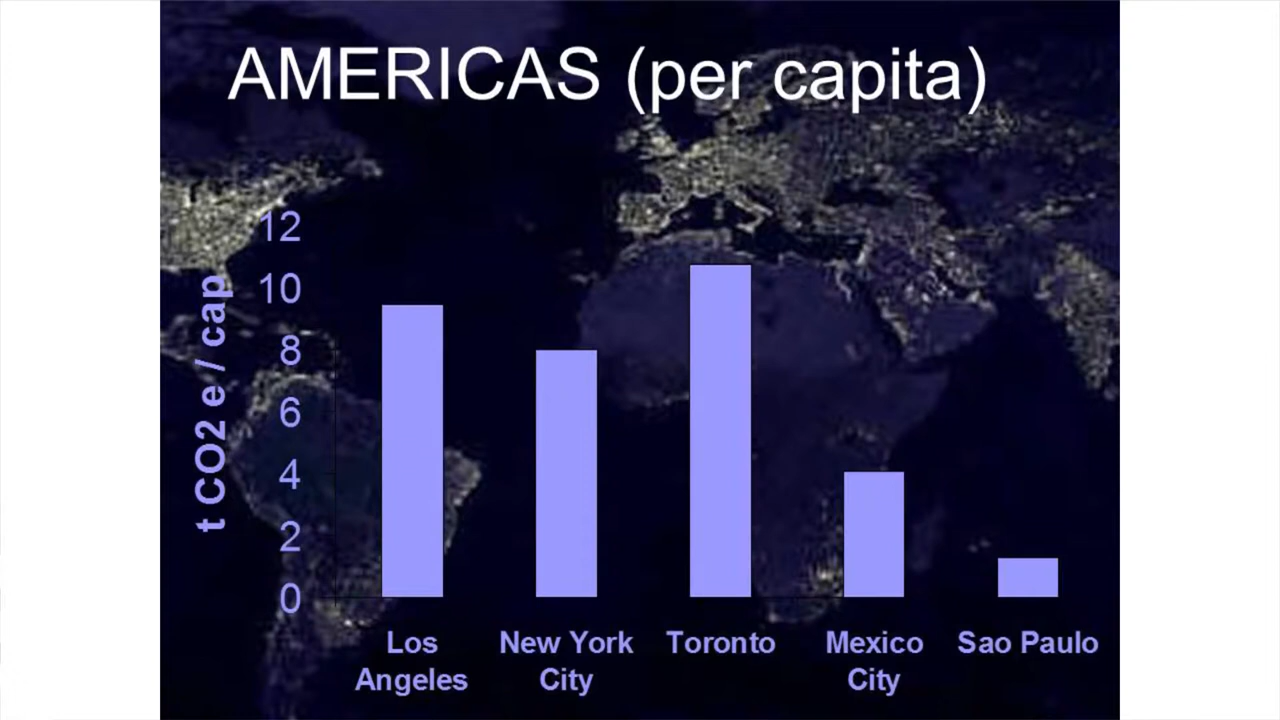 AMERICAS (per capita)
12
10
8
6
4
2
0
t CO2 e / cap
Los
Angeles
New York
City
Toronto
Mexico
City
Sao Paulo